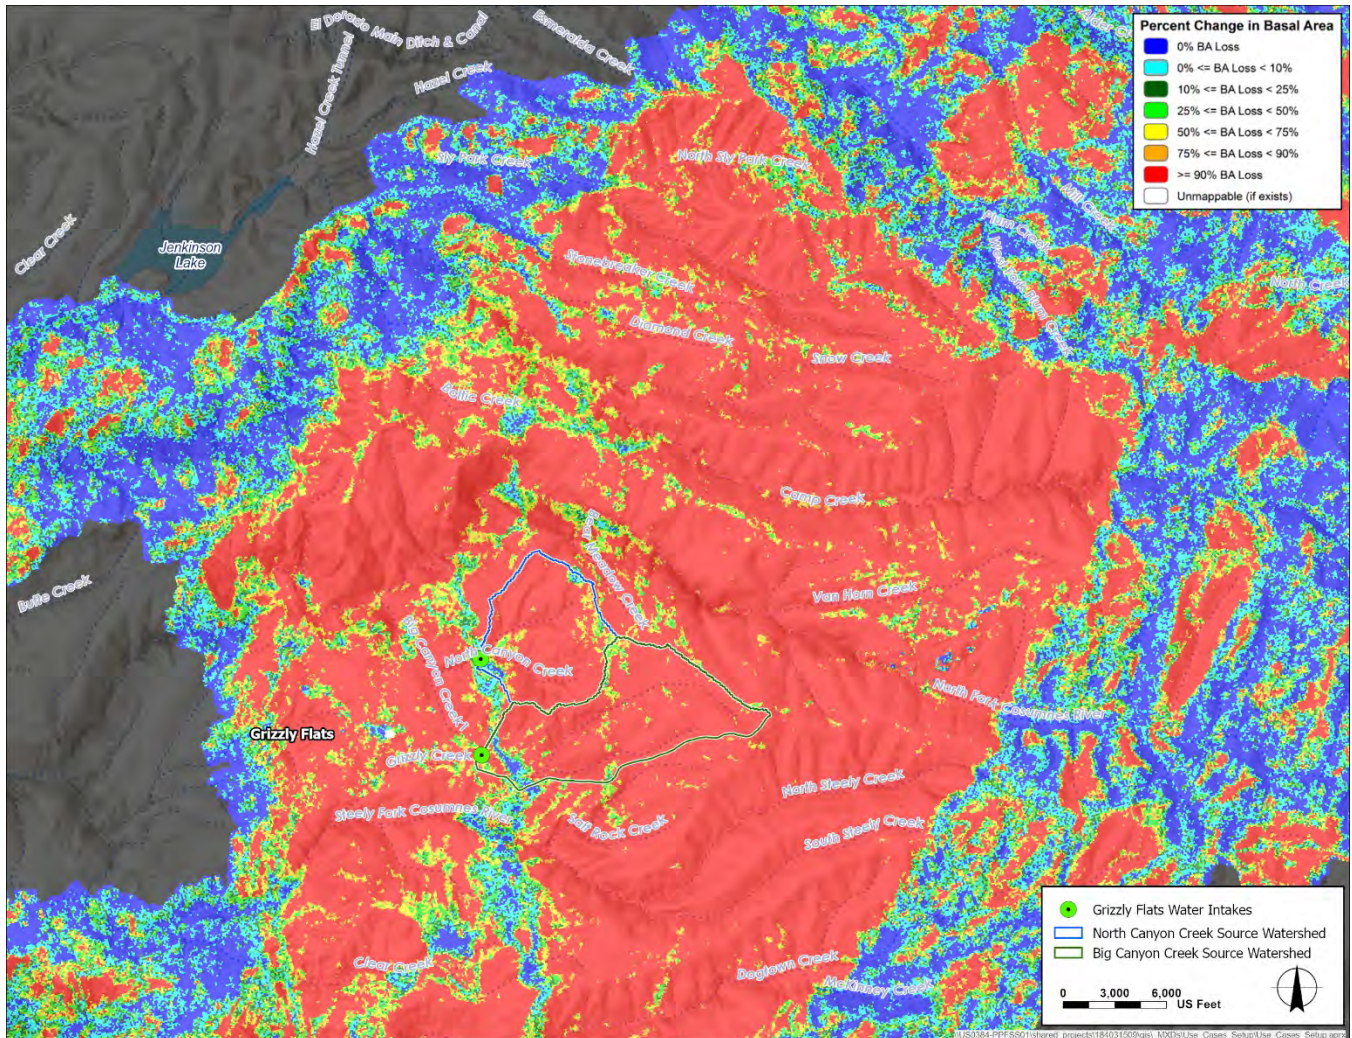 El Dorado Main Ditch & Canal
Esmeralda Creek
Hazel Creek Tunnel
Hazel Creek
Sly Park Creek
North Sly Park Creek
Clear Creek
Jenkinson
Lake
Stonebreaker Creek
Diamond Creek
Snow Creek
Plum Creek
Mill Creek
West Fork Plum Creek
North Creek
Camp Creek
Butte Creek
Van Horn Creek
Big Canyon Creek
North Canyon Creek
North Fork Cosumnes River
Grizzly Flats
Grizzly Creek
Steely Fork Cosumnes River
North Steely Creek
South Steely Creek
Clear Creek
Dogtown Creek
McKinney Creek
Percent Change in Basal Area
0% BA Loss
0% <= BA Loss < 10%
10% <= BA Loss < 25%
25% <= BA Loss < 50%
50% <= BA Loss < 75%
75% <= BA Loss < 90%
>= 90% BA Loss
Unmappable (if exists)
Grizzly Flats Water Intakes
North Canyon Creek Source Watershed
Big Canyon Creek Source Watershed
0 3,000 6,000
US Feet